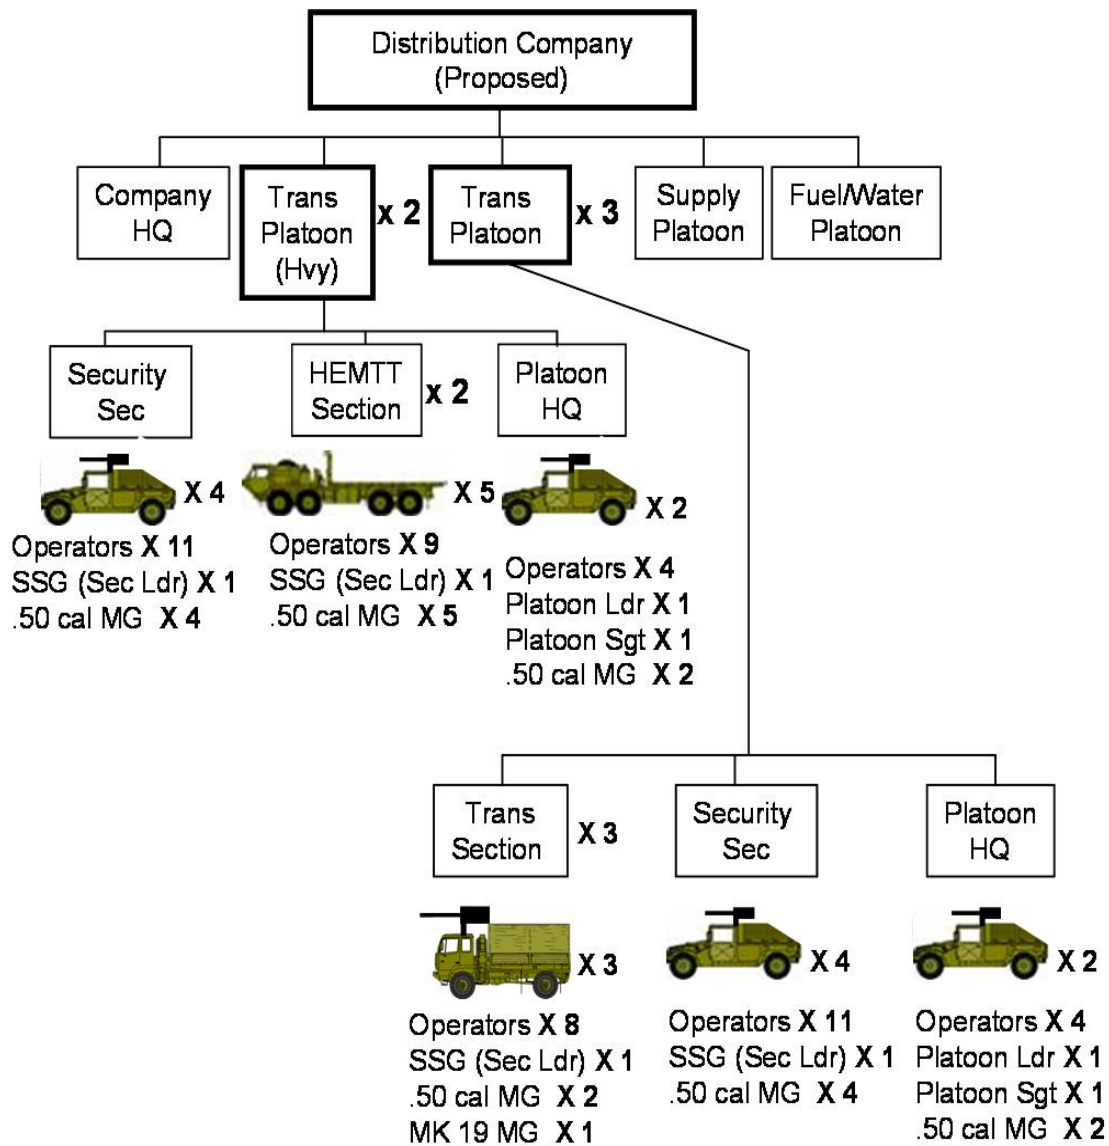 Distribution Company
(Proposed)
Company
HQ
Trans
Platoon
(Hvy)
x 2
Trans
Platoon
x 3
Supply
Platoon
Fuel/Water
Platoon
Security
Sec
HEMTT
Section
x 2
Platoon
HQ
X 4
Operators X 11
SSG (Sec Ldr) X 1
.50 cal MG X 4
X 5
Operators X 9
SSG (Sec Ldr) X 1
.50 cal MG X 5
X 2
Operators X 4
Platoon Ldr X 1
Platoon Sgt X 1
.50 cal MG X 2
Trans
Section
X 3
Security
Sec
Platoon
HQ
X 3
Operators X 8
SSG (Sec Ldr) X 1
.50 cal MG X 2
MK 19 MG X 1
X 4
Operators X 11
SSG (Sec Ldr) X 1
.50 cal MG X 4
X 2
Operators X 4
Platoon Ldr X 1
Platoon Sgt X 1
.50 cal MG X 2